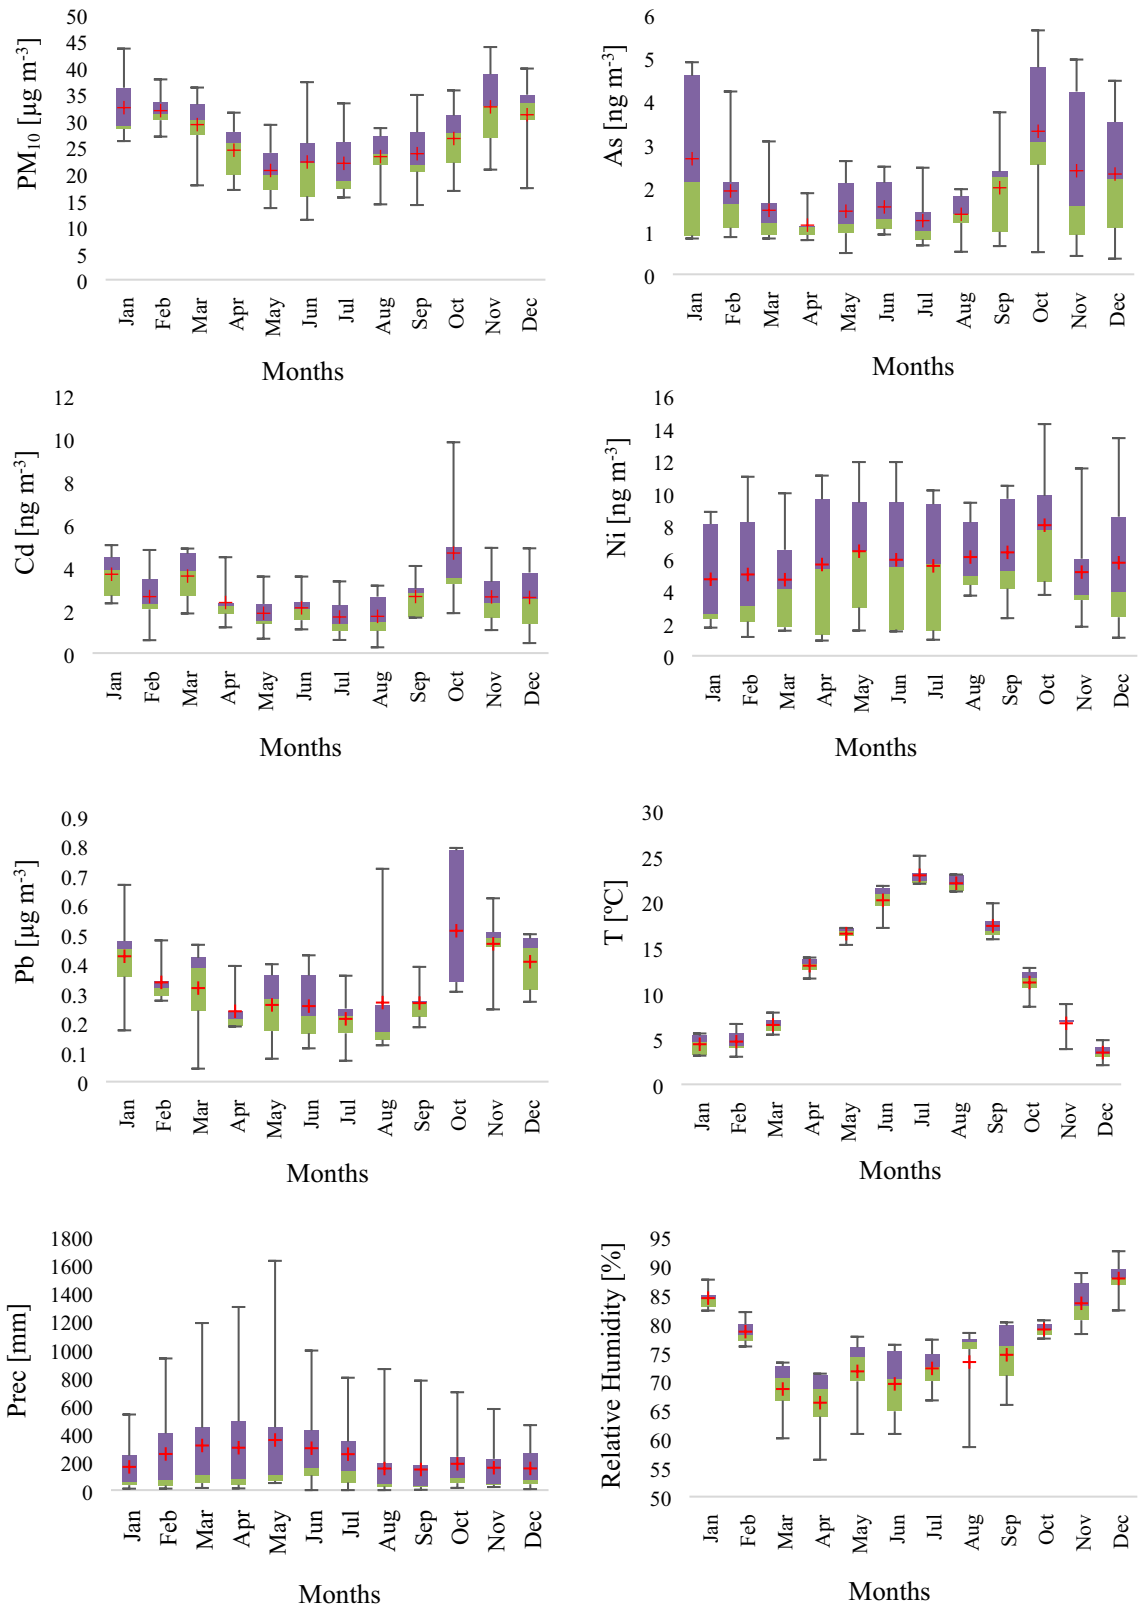 PM₁₀ [µg m⁻³]
50
45
40
35
30
25
20
15
10
5
0
Jan Feb Mar Apr May Jun Jul Aug Sep Oct Nov Dec
Months
As [ng m⁻³]
6
5
4
3
2
1
0
Jan Feb Mar Apr May Jun Jul Aug Sep Oct Nov Dec
Months
Cd [ng m⁻³]
12
10
8
6
4
2
0
Jan Feb Mar Apr May Jun Jul Aug Sep Oct Nov Dec
Months
Ni [ng m⁻³]
16
14
12
10
8
6
4
2
0
Jan Feb Mar Apr May Jun Jul Aug Sep Oct Nov Dec
Months
Pb [µg m⁻³]
0.9
0.8
0.7
0.6
0.5
0.4
0.3
0.2
0.1
0
Jan Feb Mar Apr May Jun Jul Aug Sep Oct Nov Dec
Months
T [ºC]
30
25
20
15
10
5
0
Jan Feb Mar Apr May Jun Jul Aug Sep Oct Nov Dec
Months
Prec [mm]
1800
1600
1400
1200
1000
800
600
400
200
0
Jan Feb Mar Apr May Jun Jul Aug Sep Oct Nov Dec
Months
Relative Humidity [%]
95
90
85
80
75
70
65
60
55
50
Jan Feb Mar Apr May Jun Jul Aug Sep Oct Nov Dec
Months